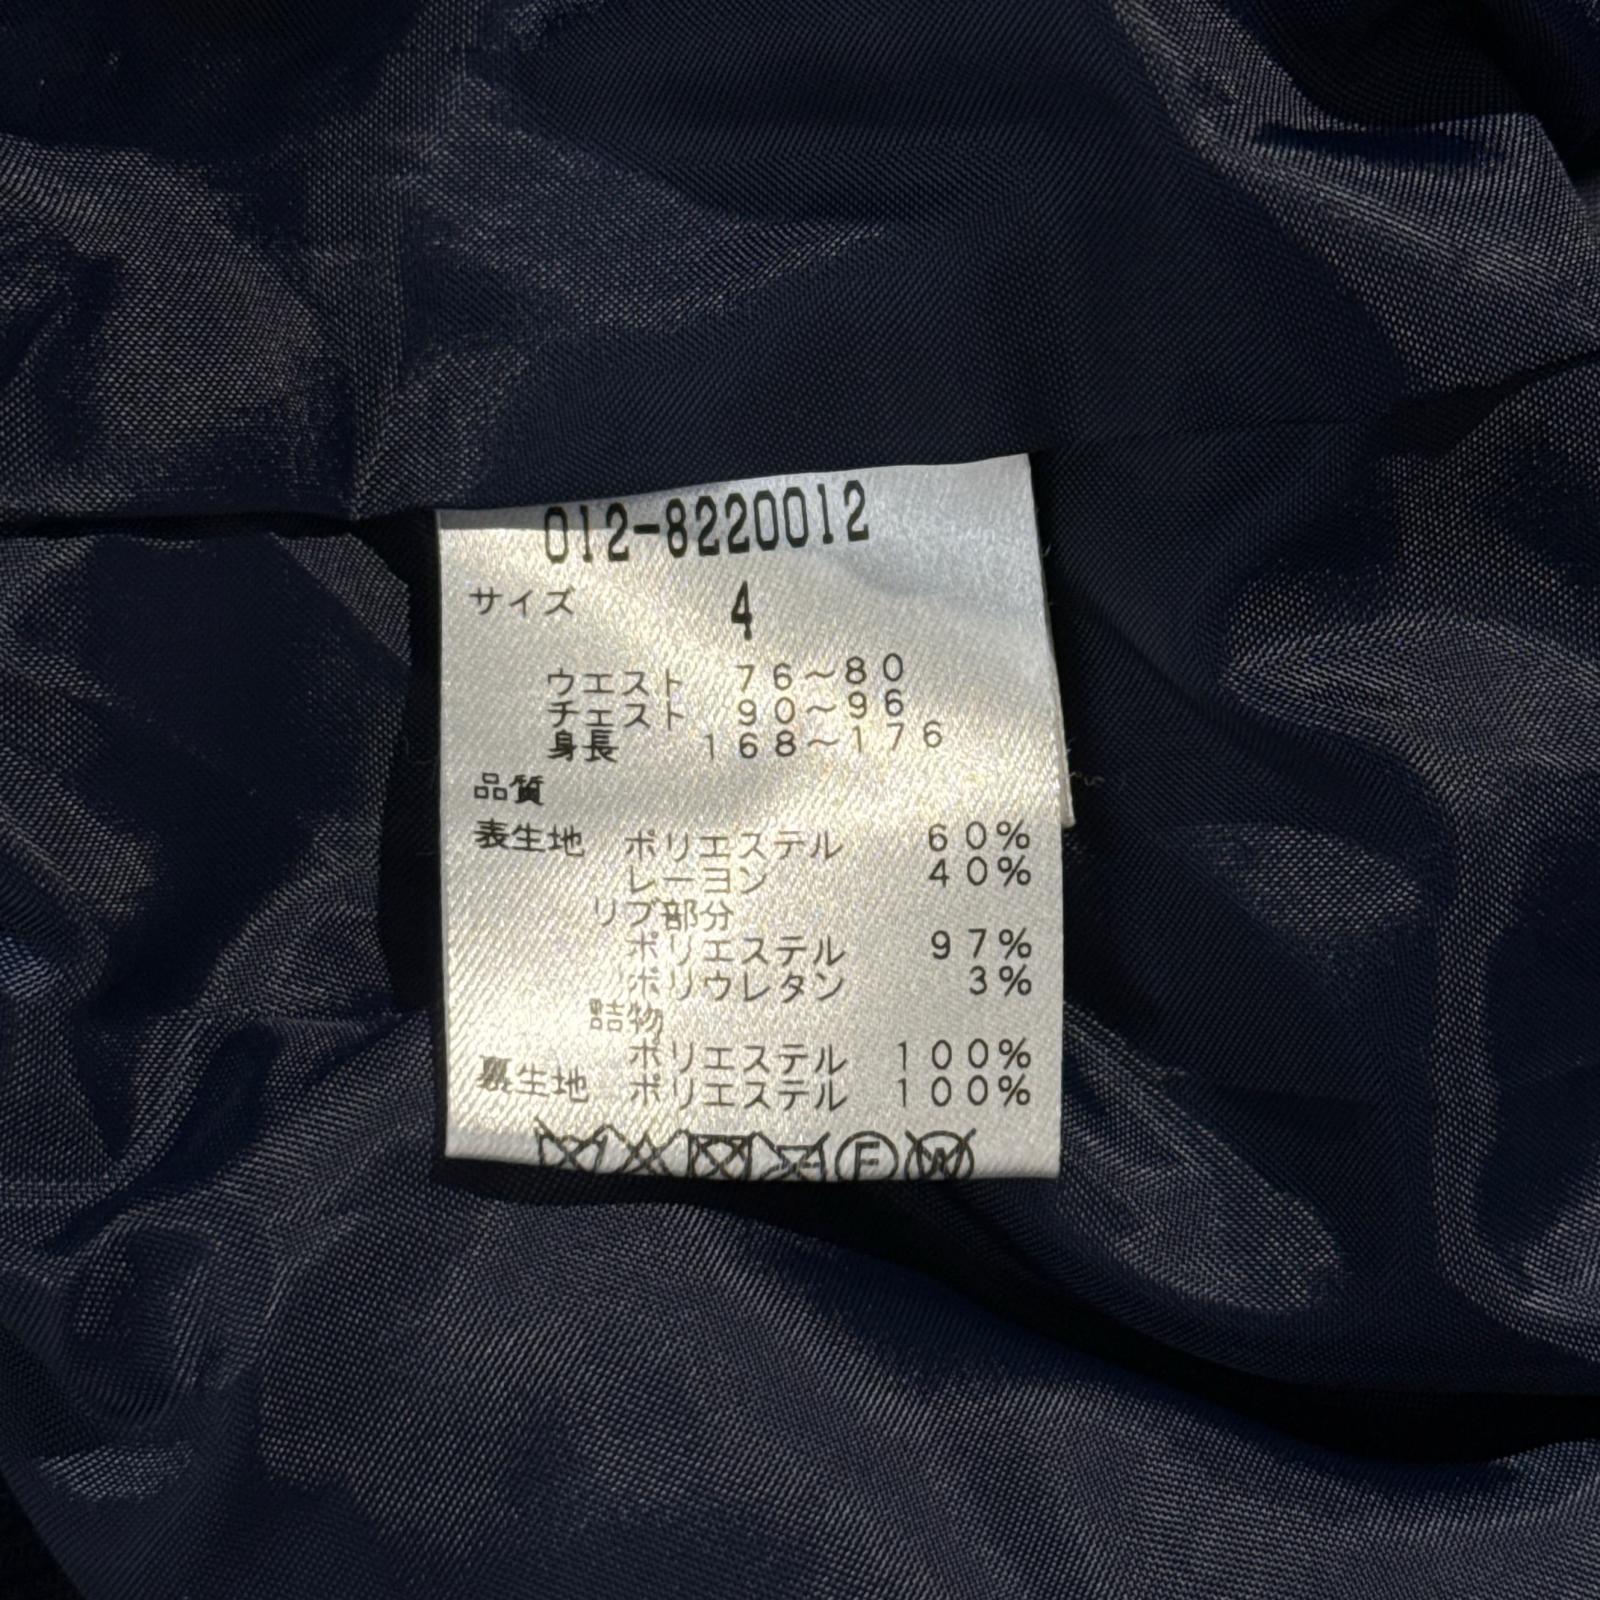 012-8220012
サイズ 4
ウエスト 76～80
チェスト 90～96
身長 168～176
品質
表生地 ポリエステル 60%
レーヨン 40%
リブ部分
ポリエステル 97%
ポリウレタン 3%
詰物
ポリエステル 100%
裏生地 ポリエステル 100%
F W